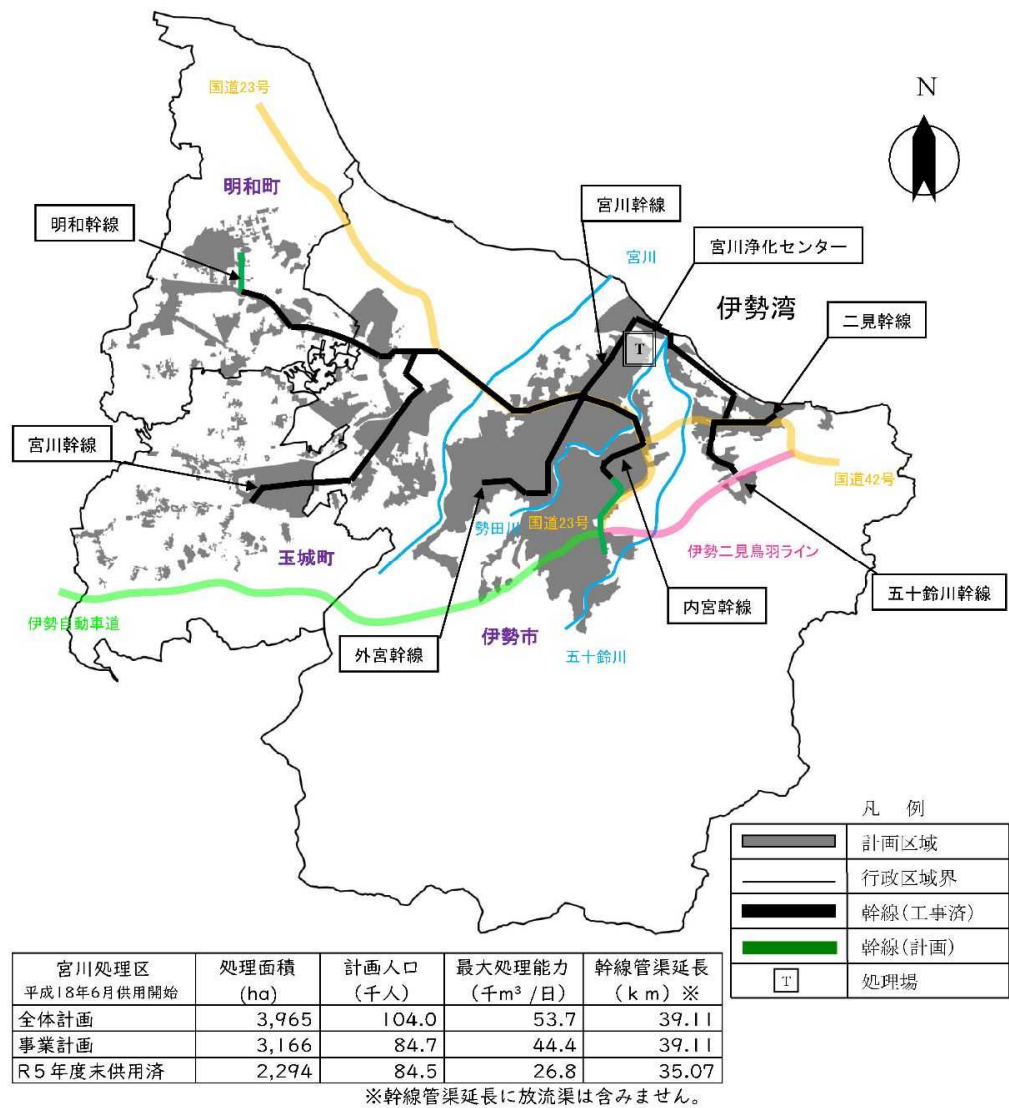 国道23号
N
明和町
宮川幹線
明和幹線
宮川浄化センター
宮川
伊勢湾
二見幹線
T
宮川幹線
国道42号
勢田川
国道23号
玉城町
伊勢二見鳥羽ライン
五十鈴川幹線
内宮幹線
伊勢自動車道
伊勢市
外宮幹線
五十鈴川
凡 例
計画区域
行政区域界
幹線(工事済)
幹線(計画)
T 処理場
宮川処理区 処理面積 計画人口 最大処理能力 幹線管渠延長
平成18年6月供用開始 (ha) (千人) (千m³/日) (km)※
全体計画 3,965 104.0 53.7 39.11
事業計画 3,166 84.7 44.4 39.11
R5年度末供用済 2,294 84.5 26.8 35.07
※幹線管渠延長に放流渠は含みません。